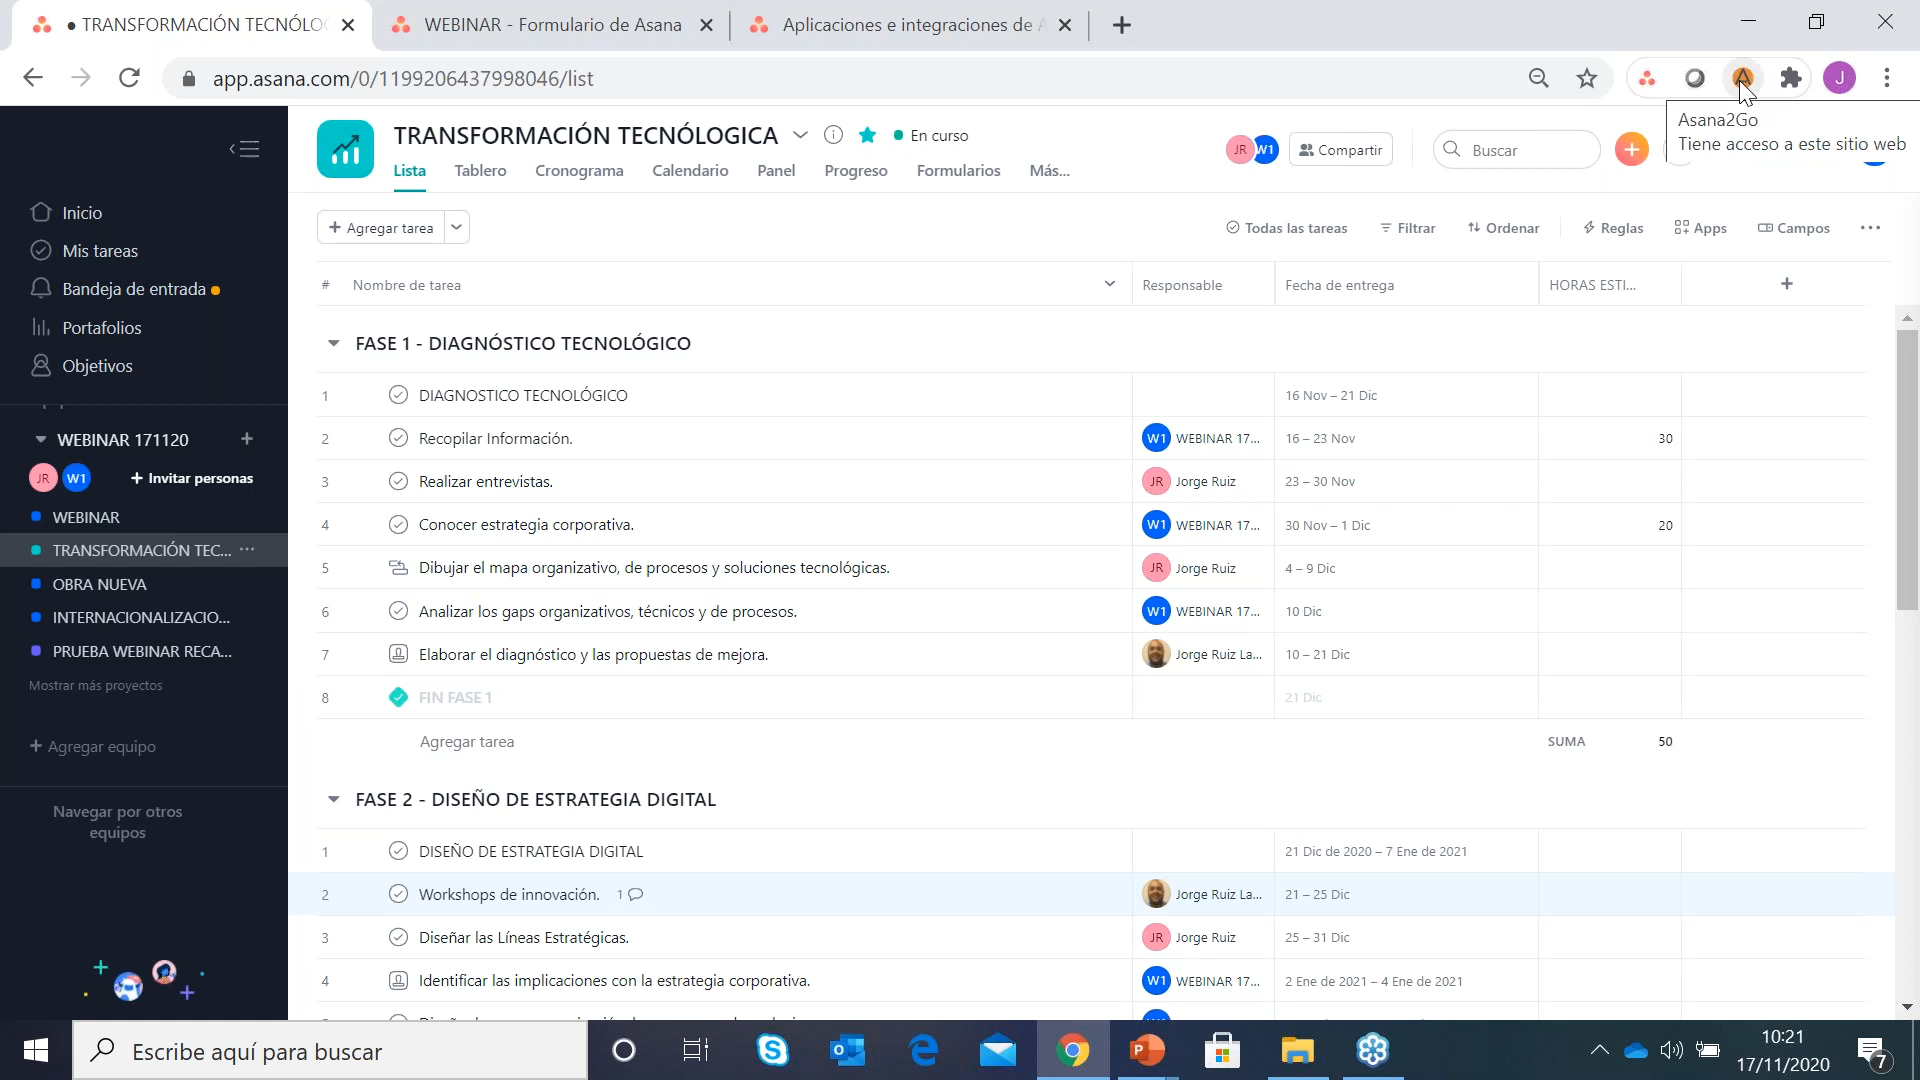 • TRANSFORMACIÓN TECNÓLO
WEBINAR - Formulario de Asana
Aplicaciones e integraciones de A
app.asana.com/0/1199206437998046/list
J
Asana2Go
Tiene acceso a este sitio web
TRANSFORMACIÓN TECNÓLOGICA
En curso
JR W1
Compartir
Buscar
Lista Tablero Cronograma Calendario Panel Progreso Formularios Más...
Inicio
Mis tareas
Bandeja de entrada
Portafolios
Objetivos
WEBINAR 171120
JR W1 + Invitar personas
WEBINAR
TRANSFORMACIÓN TEC... ...
OBRA NUEVA
INTERNACIONALIZACIO...
PRUEBA WEBINAR RECA...
Mostrar más proyectos
+ Agregar equipo
Navegar por otros
equipos
+ Agregar tarea
Todas las tareas Filtrar Ordenar Reglas Apps Campos ...
# Nombre de tarea Responsable Fecha de entrega HORAS ESTI... +
FASE 1 - DIAGNÓSTICO TECNOLÓGICO
1 DIAGNOSTICO TECNOLÓGICO 16 Nov – 21 Dic
2 Recopilar Información. W1 WEBINAR 17... 16 – 23 Nov 30
3 Realizar entrevistas. JR Jorge Ruiz 23 – 30 Nov
4 Conocer estrategia corporativa. W1 WEBINAR 17... 30 Nov – 1 Dic 20
5 Dibujar el mapa organizativo, de procesos y soluciones tecnológicas. JR Jorge Ruiz 4 – 9 Dic
6 Analizar los gaps organizativos, técnicos y de procesos. W1 WEBINAR 17... 10 Dic
7 Elaborar el diagnóstico y las propuestas de mejora. Jorge Ruiz La... 10 – 21 Dic
8 FIN FASE 1 21 Dic
Agregar tarea SUMA 50
FASE 2 - DISEÑO DE ESTRATEGIA DIGITAL
1 DISEÑO DE ESTRATEGIA DIGITAL 21 Dic de 2020 – 7 Ene de 2021
2 Workshops de innovación. 1 Jorge Ruiz La... 21 – 25 Dic
3 Diseñar las Líneas Estratégicas. JR Jorge Ruiz 25 – 31 Dic
4 Identificar las implicaciones con la estrategia corporativa. W1 WEBINAR 17... 2 Ene de 2021 – 4 Ene de 2021
Escribe aquí para buscar
10:21
17/11/2020
7